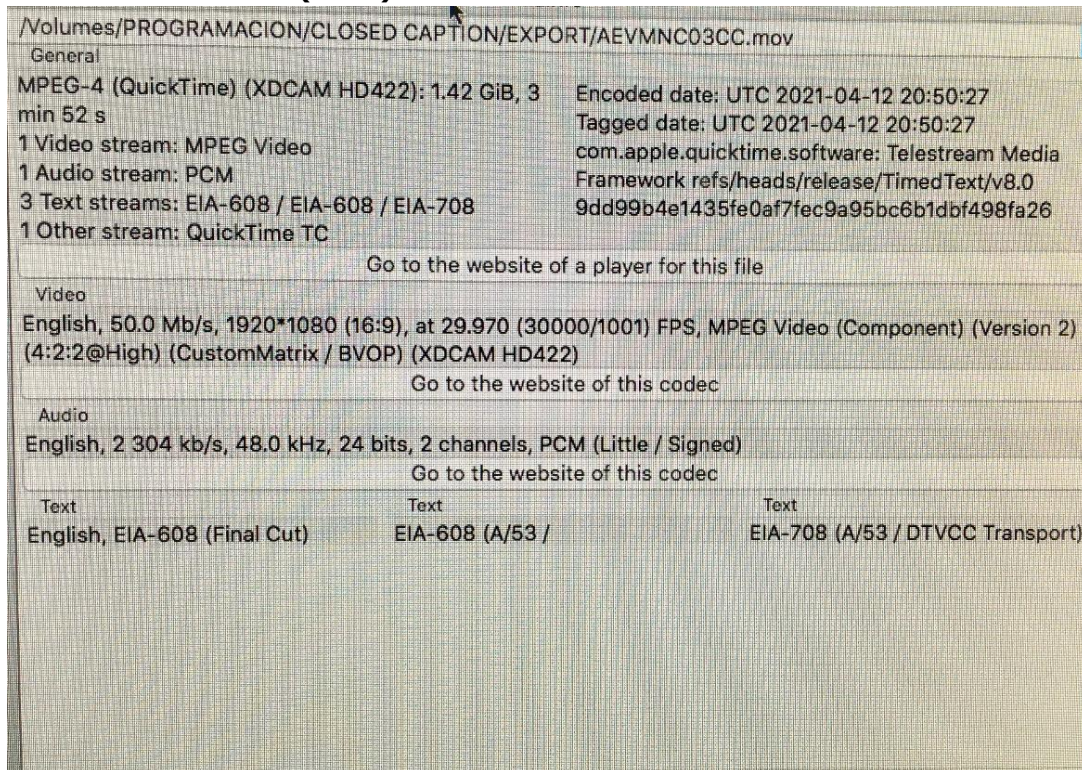 /Volumes/PROGRAMACION/CLOSED CAPTION/EXPORT/AEVMNC03CC.mov
General
MPEG-4 (QuickTime) (XDCAM HD422): 1.42 GiB, 3
min 52 s
1 Video stream: MPEG Video
1 Audio stream: PCM
3 Text streams: EIA-608 / EIA-608 / EIA-708
1 Other stream: QuickTime TC
Encoded date: UTC 2021-04-12 20:50:27
Tagged date: UTC 2021-04-12 20:50:27
com.apple.quicktime.software: Telestream Media
Framework refs/heads/release/TimedText/v8.0
9dd99b4e1435fe0af7fec9a95bc6b1dbf498fa26
Go to the website of a player for this file
Video
English, 50.0 Mb/s, 1920*1080 (16:9), at 29.970 (30000/1001) FPS, MPEG Video (Component) (Version 2)
(4:2:2@High) (CustomMatrix / BVOP) (XDCAM HD422)
Go to the website of this codec
Audio
English, 2 304 kb/s, 48.0 kHz, 24 bits, 2 channels, PCM (Little / Signed)
Go to the website of this codec
Text
English, EIA-608 (Final Cut)
Text
EIA-608 (A/53 /
Text
EIA-708 (A/53 / DTVCC Transport)